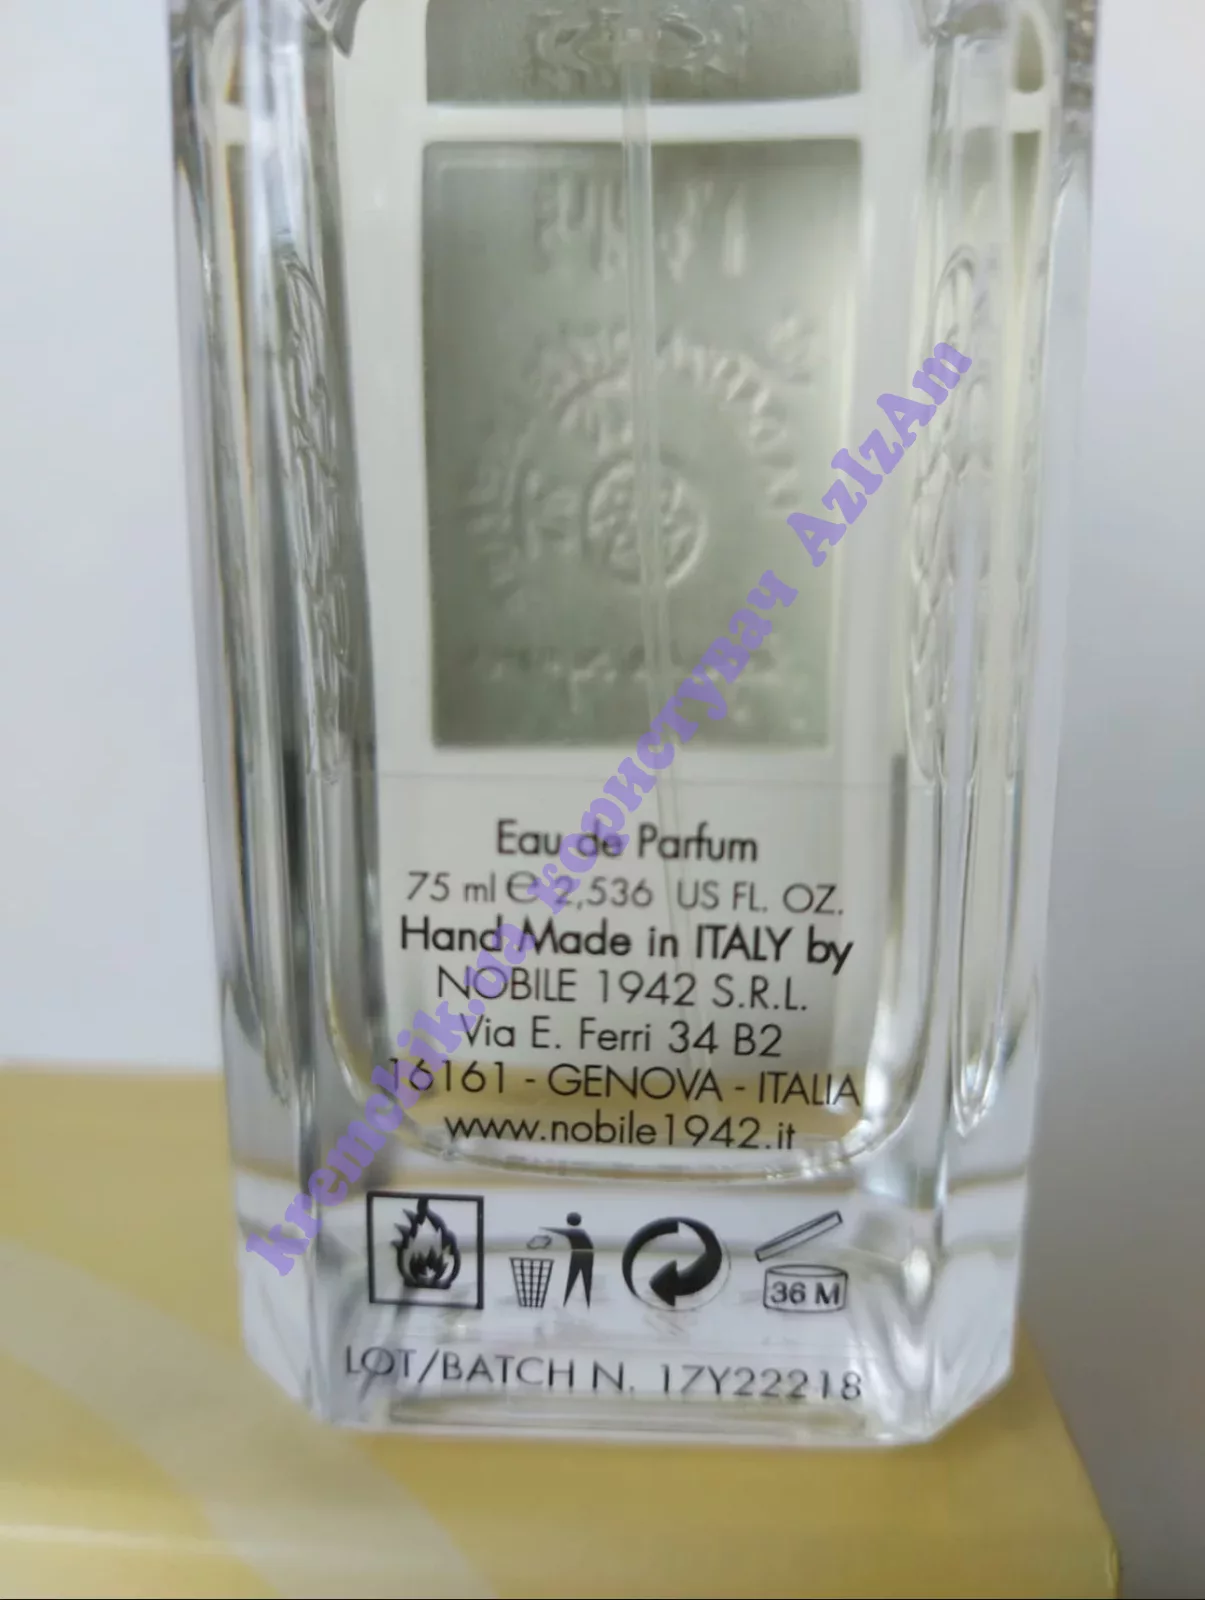 Eau de Parfum
75 ml ℮ 2,536 US FL. OZ.
Hand Made in ITALY by
NOBILE 1942 S.R.L.
Via E. Ferri 34 B2
16161 - GENOVA - ITALIA
www.nobile1942.it
36 M
LOT/BATCH N. 17Y22218
kremchik.ua користувач AzIzAm